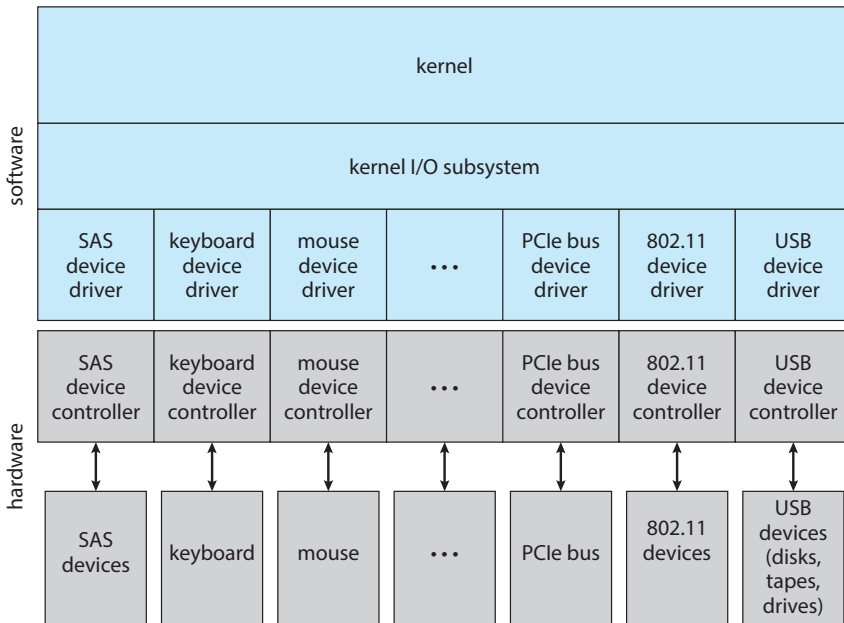 software
kernel
kernel I/O subsystem
SAS
device
driver
keyboard
device
driver
mouse
device
driver
•••
PCIe bus
device
driver
802.11
device
driver
USB
device
driver
hardware
SAS
device
controller
keyboard
device
controller
mouse
device
controller
•••
PCIe bus
device
controller
802.11
device
controller
USB
device
controller
SAS
devices
keyboard
mouse
•••
PCIe bus
802.11
devices
USB
devices
(disks,
tapes,
drives)